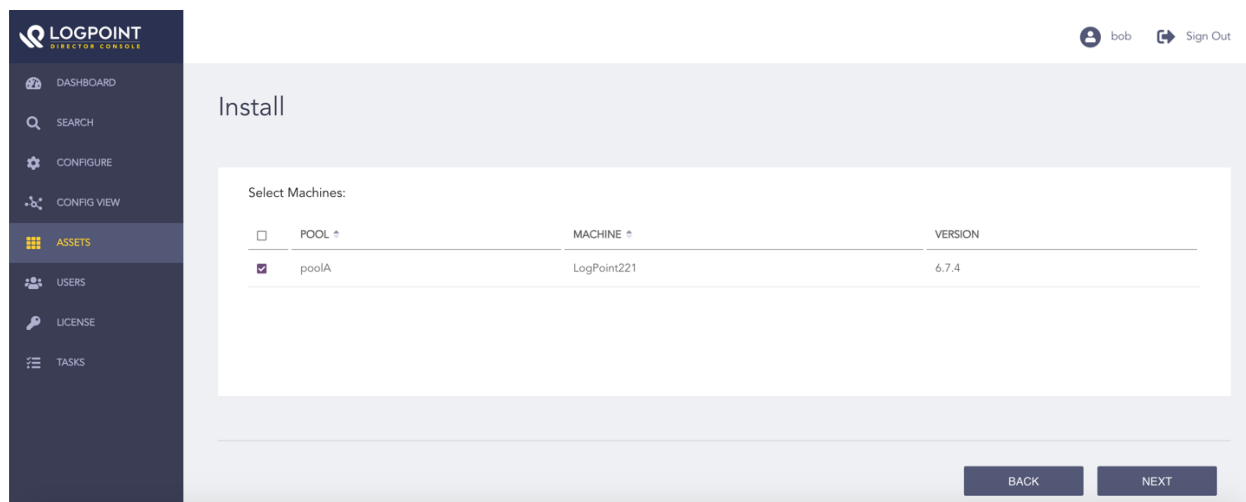 LOGPOINT
DIRECTOR CONSOLE
bob
Sign Out
DASHBOARD
SEARCH
CONFIGURE
CONFIG VIEW
ASSETS
USERS
LICENSE
TASKS
Install
Select Machines:
POOL MACHINE VERSION
poolA LogPoint221 6.7.4
BACK NEXT